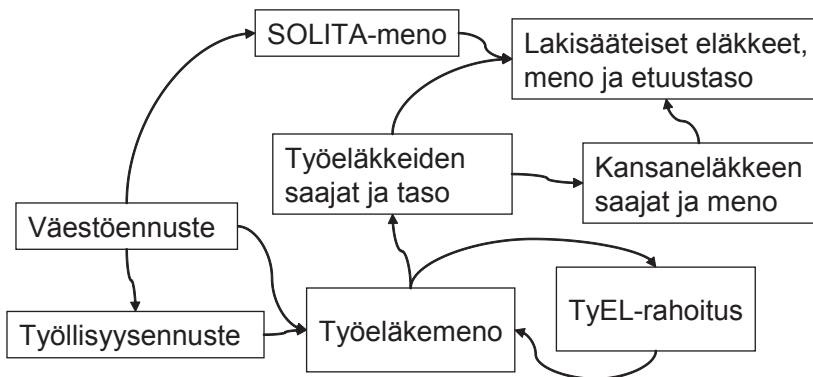 SOLITA-meno
Lakisääteiset eläkkeet,
meno ja etuustaso
Työeläkkeiden
saajat ja taso
Kansaneläkkeen
saajat ja meno
Väestöennuste
Työllisyysennuste
Työeläkemeno
TyEL-rahoitus